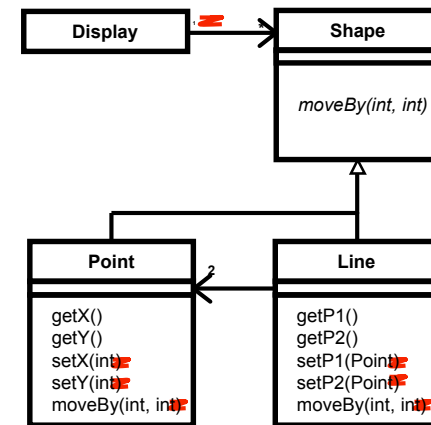 Display
*
Shape
moveBy(int, int)
Point
2
Line
getX()
getY()
setX(int)
setY(int)
moveBy(int, int)
getP1()
getP2()
setP1(Point)
setP2(Point)
moveBy(int, int)